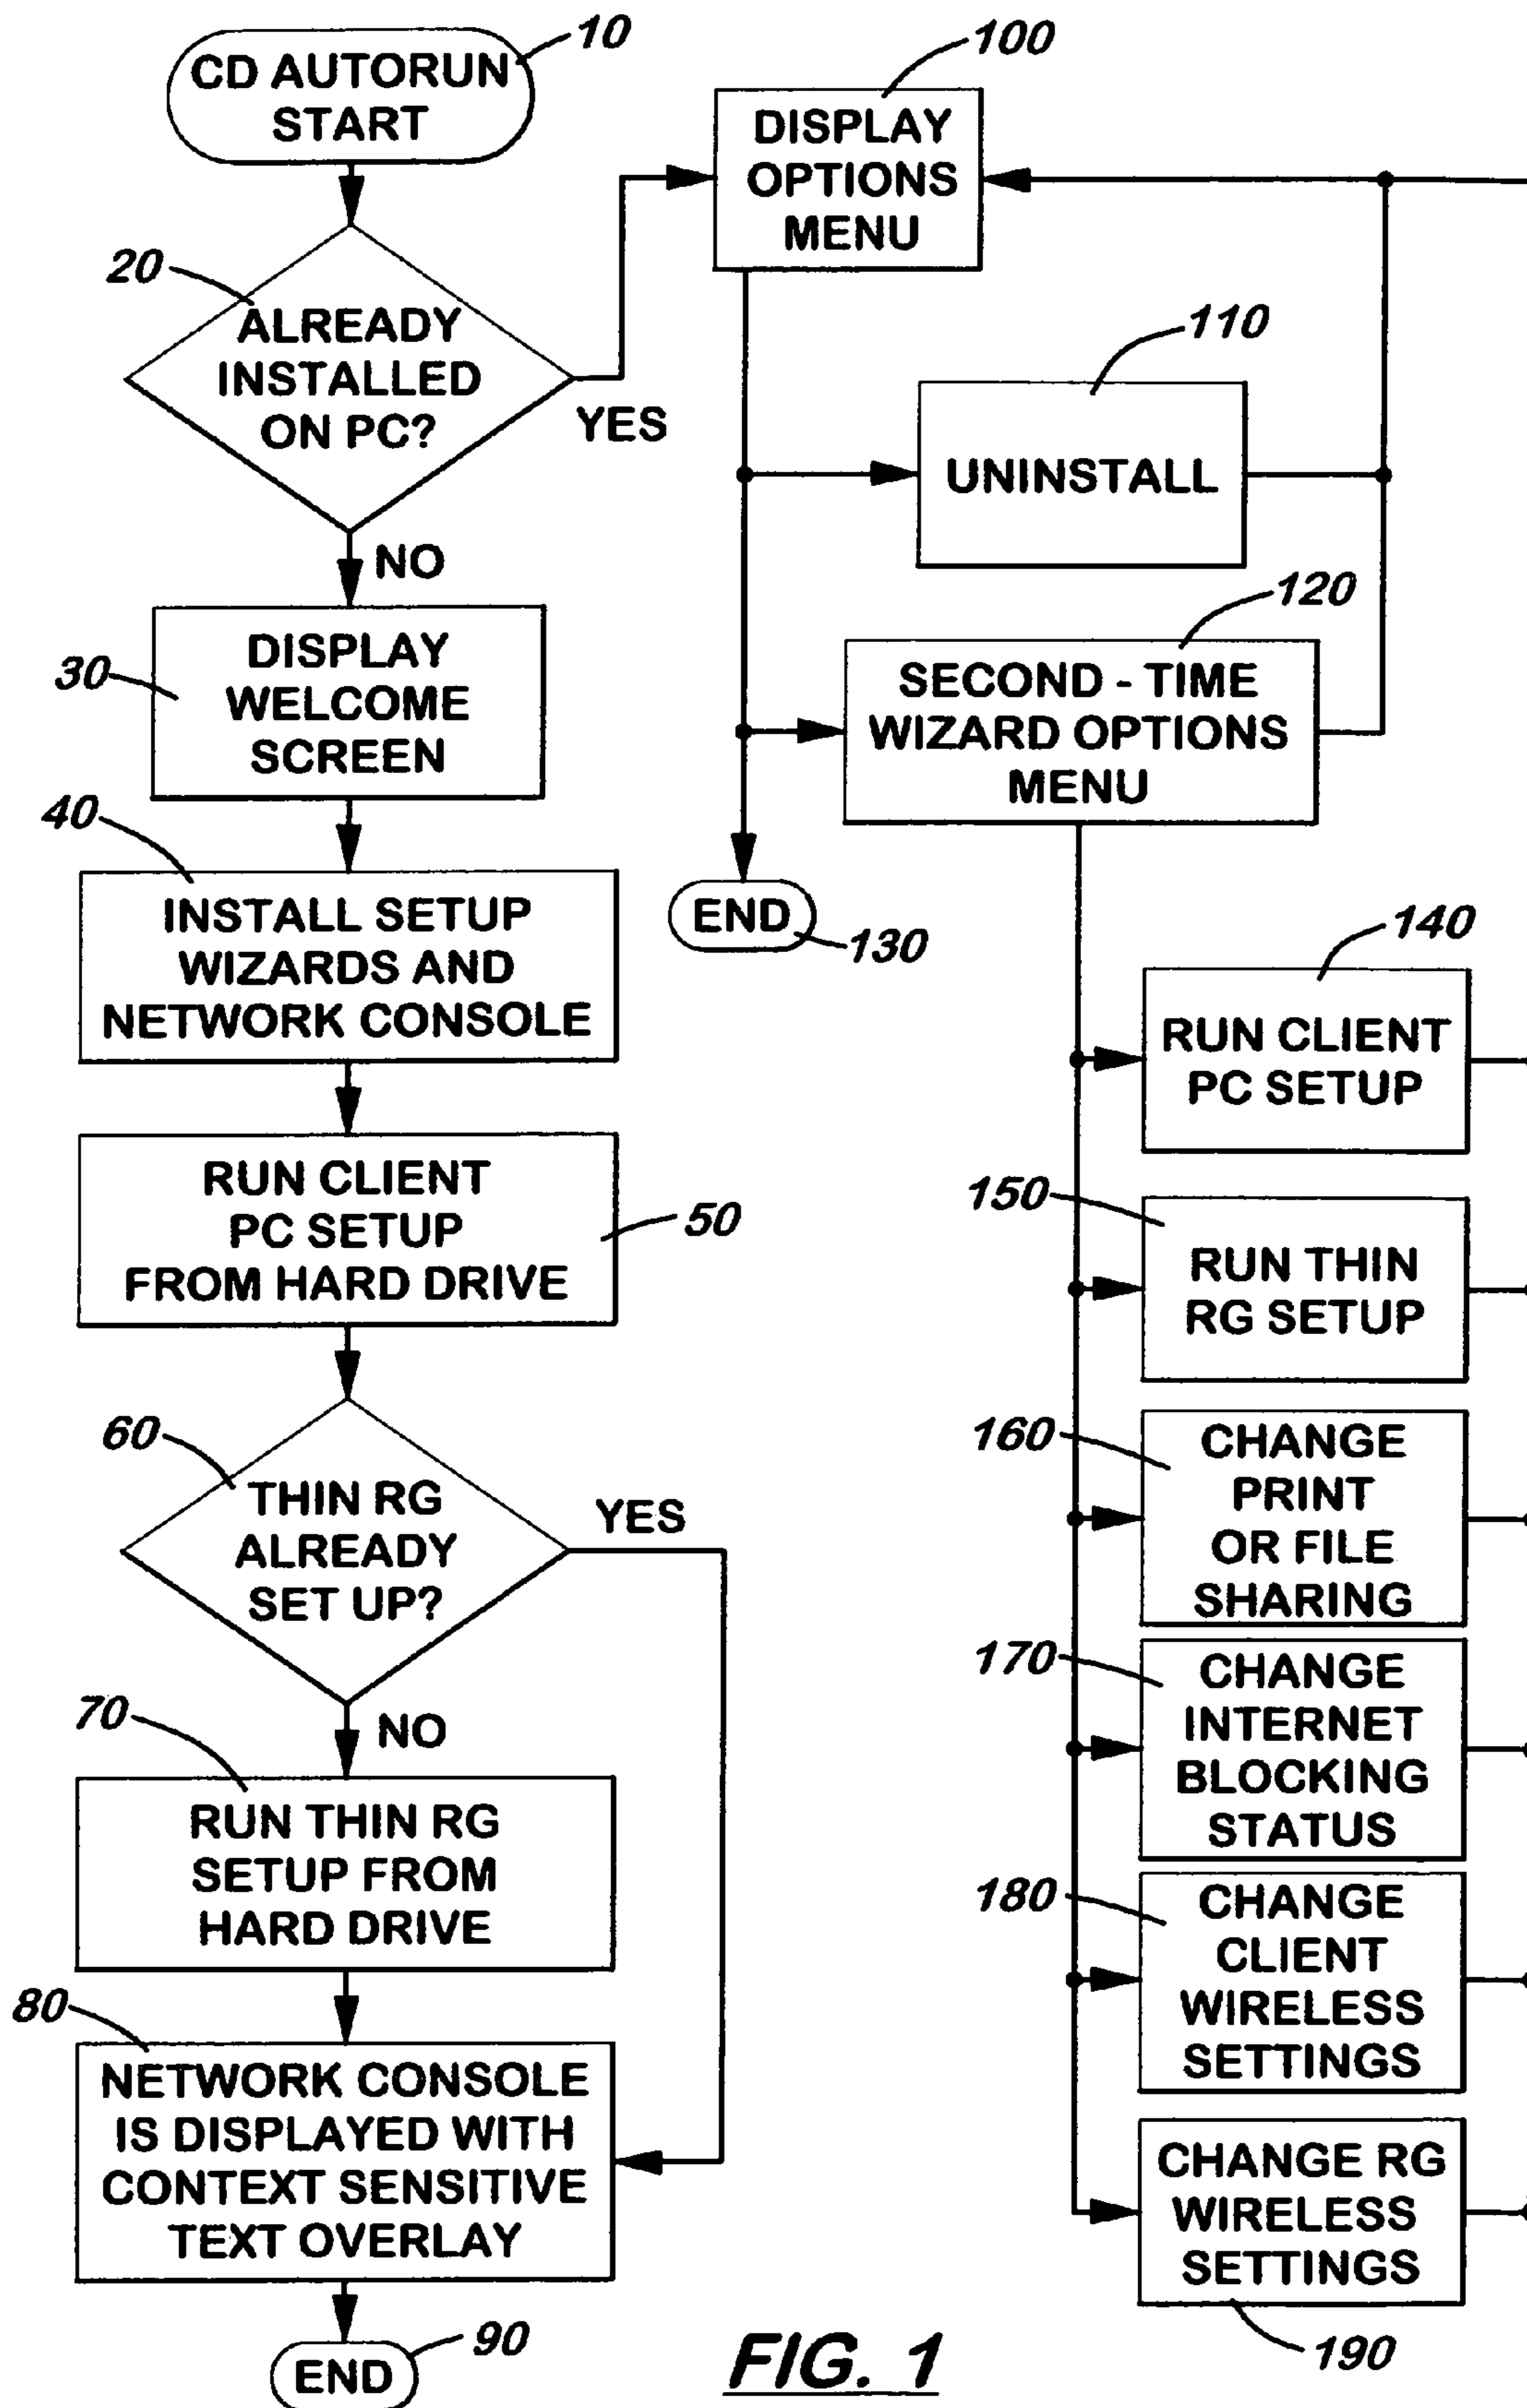 10
CD AUTORUN
START
20
ALREADY
INSTALLED
ON PC?
YES
NO
30
DISPLAY
WELCOME
SCREEN
40
INSTALL SETUP
WIZARDS AND
NETWORK CONSOLE
RUN CLIENT
PC SETUP
FROM HARD DRIVE
50
60
THIN RG
ALREADY
SET UP?
YES
NO
70
RUN THIN RG
SETUP FROM
HARD DRIVE
80
NETWORK CONSOLE
IS DISPLAYED WITH
CONTEXT SENSITIVE
TEXT OVERLAY
END
90
100
DISPLAY
OPTIONS
MENU
110
UNINSTALL
120
SECOND - TIME
WIZARD OPTIONS
MENU
END
130
140
RUN CLIENT
PC SETUP
150
RUN THIN
RG SETUP
160
CHANGE
PRINT
OR FILE
SHARING
170
CHANGE
INTERNET
BLOCKING
STATUS
180
CHANGE
CLIENT
WIRELESS
SETTINGS
CHANGE RG
WIRELESS
SETTINGS
190
FIG. 1